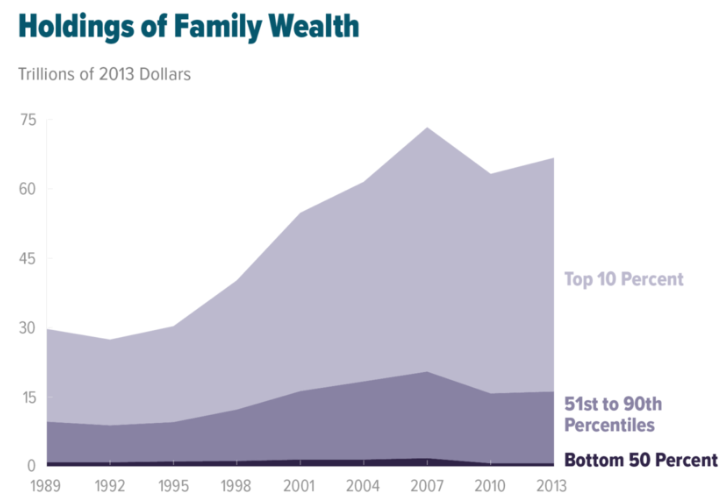 Holdings of Family Wealth
Trillions of 2013 Dollars
75
60
45
30
15
0
Top 10 Percent
51st to 90th
Percentiles
Bottom 50 Percent
1989 1992 1995 1998 2001 2004 2007 2010 2013